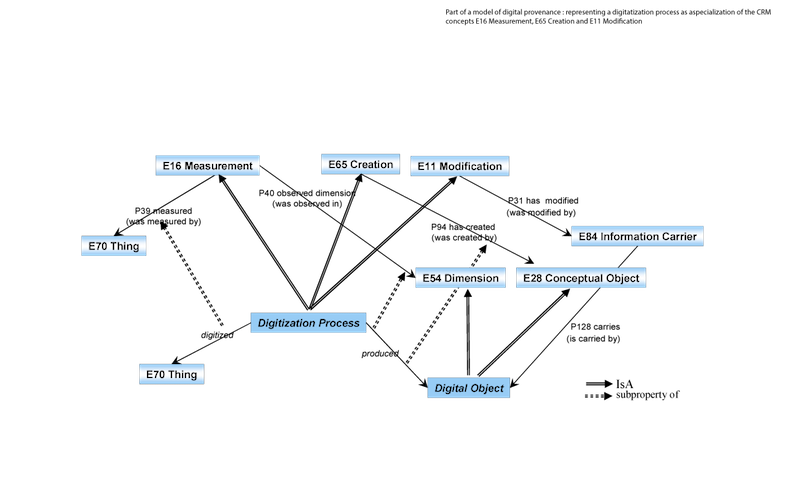 Part of a model of digital provenance : representing a digitatization process as aspecialization of the CRM
concepts E16 Measurement, E65 Creation and E11 Modification
E16 Measurement
E65 Creation
E11 Modification
P40 observed dimension
(was observed in)
P31 has modified
(was modified by)
P39 measured
(was measured by)
P94 has created
(was created by)
E70 Thing
E84 Information Carrier
E54 Dimension
E28 Conceptual Object
Digitization Process
digitized
P128 carries
(is carried by)
produced
E70 Thing
Digital Object
IsA
subproperty of